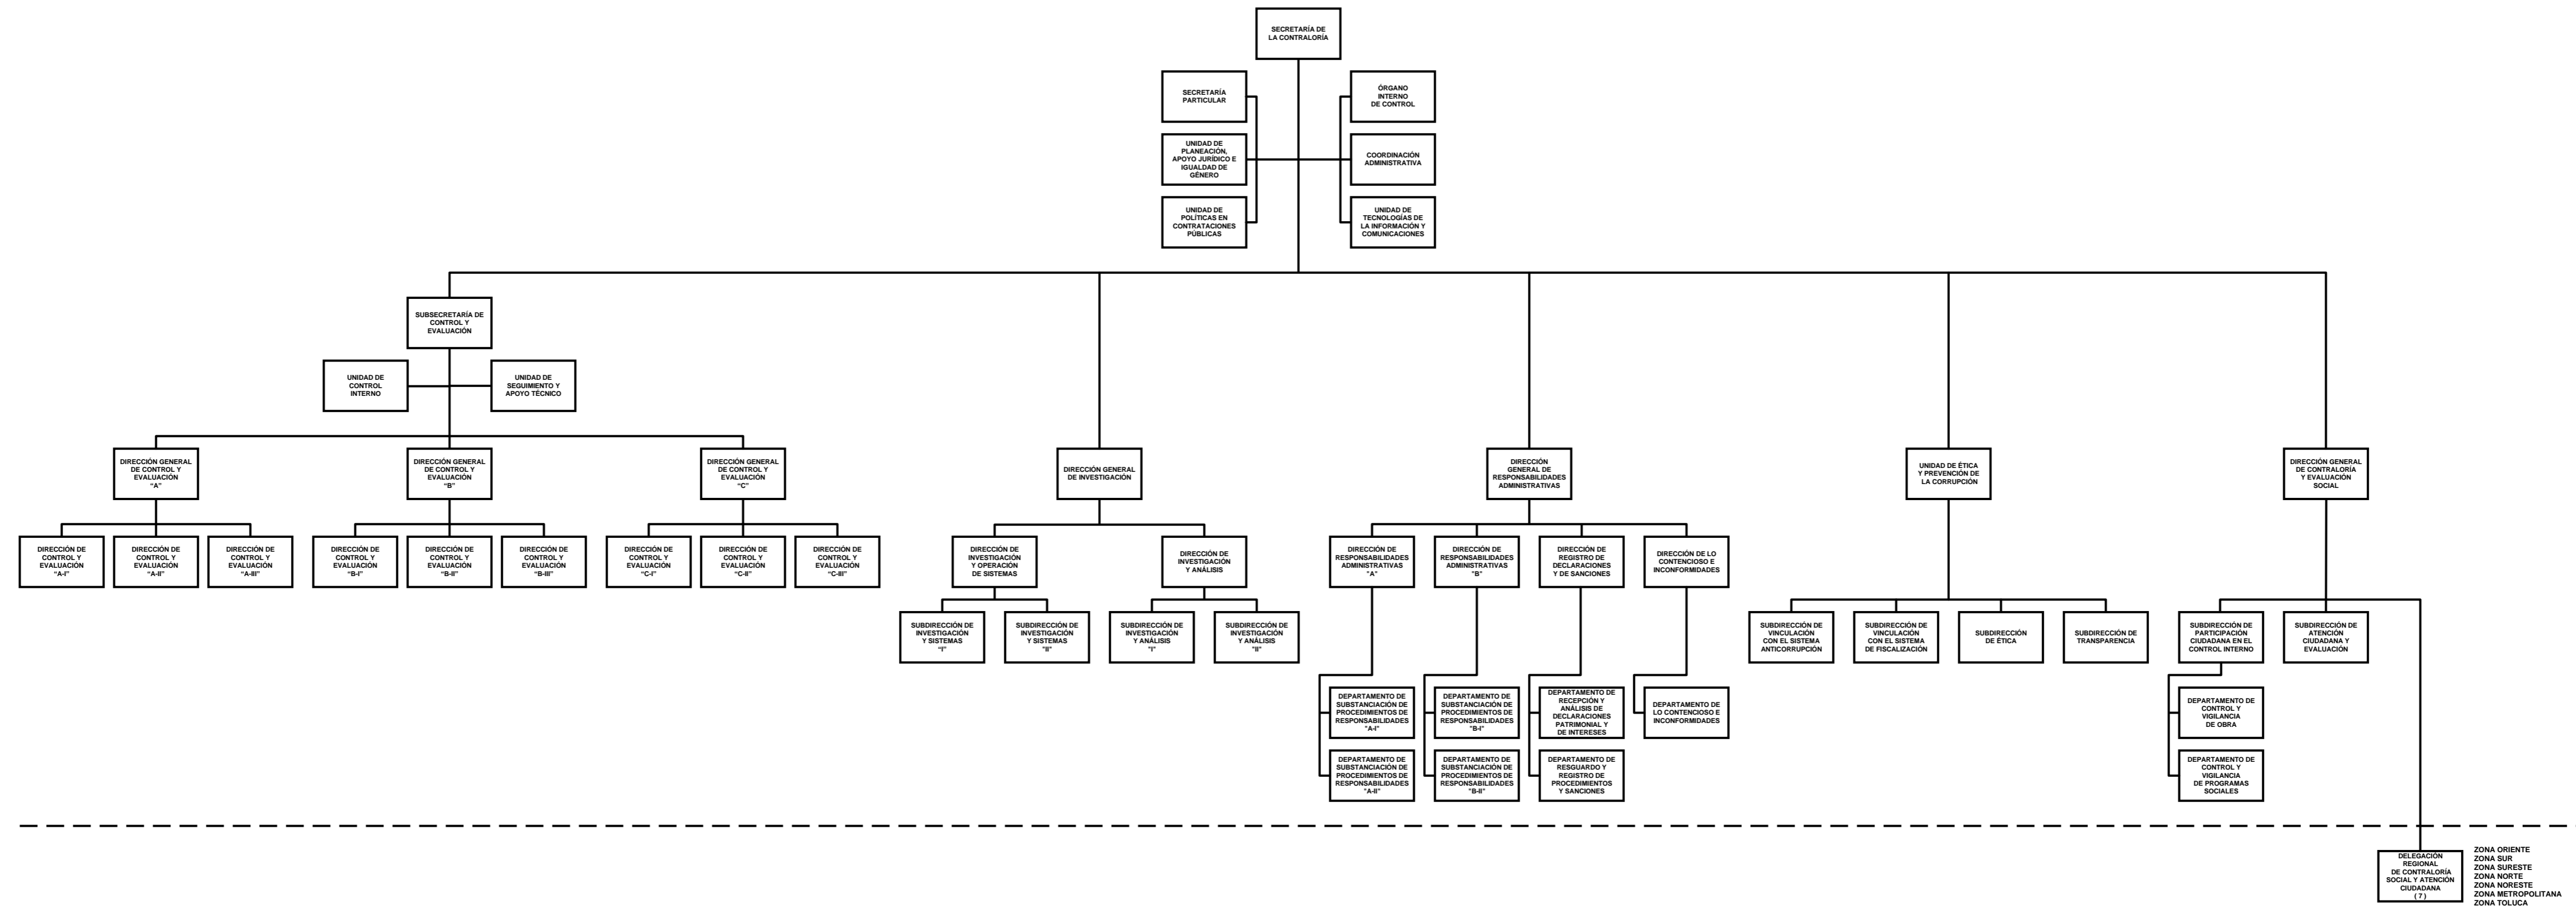 SECRETARÍA DE
LA CONTRALORÍA
SECRETARÍA
PARTICULAR
ÓRGANO
INTERNO
DE CONTROL
UNIDAD DE
PLANEACIÓN,
APOYO JURÍDICO E
IGUALDAD DE
GÉNERO
COORDINACIÓN
ADMINISTRATIVA
UNIDAD DE
POLÍTICAS EN
CONTRATACIONES
PÚBLICAS
UNIDAD DE
TECNOLOGÍAS DE
LA INFORMACIÓN Y
COMUNICACIONES
SUBSECRETARÍA DE
CONTROL Y
EVALUACIÓN
UNIDAD DE
CONTROL
INTERNO
UNIDAD DE
SEGUIMIENTO Y
APOYO TÉCNICO
DIRECCIÓN GENERAL
DE CONTROL Y
EVALUACIÓN
“A”
DIRECCIÓN GENERAL
DE CONTROL Y
EVALUACIÓN
“B”
DIRECCIÓN GENERAL
DE CONTROL Y
EVALUACIÓN
“C”
DIRECCIÓN GENERAL
DE INVESTIGACIÓN
DIRECCIÓN
GENERAL DE
RESPONSABILIDADES
ADMINISTRATIVAS
UNIDAD DE ÉTICA
Y PREVENCIÓN DE
LA CORRUPCIÓN
DIRECCIÓN GENERAL
DE CONTRALORÍA
Y EVALUACIÓN
SOCIAL
DIRECCIÓN DE
CONTROL Y
EVALUACIÓN
“A-I”
DIRECCIÓN DE
CONTROL Y
EVALUACIÓN
“A-II”
DIRECCIÓN DE
CONTROL Y
EVALUACIÓN
“A-III”
DIRECCIÓN DE
CONTROL Y
EVALUACIÓN
“B-I”
DIRECCIÓN DE
CONTROL Y
EVALUACIÓN
“B-II”
DIRECCIÓN DE
CONTROL Y
EVALUACIÓN
“B-III”
DIRECCIÓN DE
CONTROL Y
EVALUACIÓN
“C-I”
DIRECCIÓN DE
CONTROL Y
EVALUACIÓN
“C-II”
DIRECCIÓN DE
CONTROL Y
EVALUACIÓN
“C-III”
DIRECCIÓN DE
INVESTIGACIÓN
Y OPERACIÓN
DE SISTEMAS
DIRECCIÓN DE
INVESTIGACIÓN
Y ANÁLISIS
DIRECCIÓN DE
RESPONSABILIDADES
ADMINISTRATIVAS
"A"
DIRECCIÓN DE
RESPONSABILIDADES
ADMINISTRATIVAS
"B"
DIRECCIÓN DE
REGISTRO DE
DECLARACIONES
Y DE SANCIONES
DIRECCIÓN DE LO
CONTENCIOSO E
INCONFORMIDADES
SUBDIRECCIÓN DE
INVESTIGACIÓN
Y SISTEMAS
“I”
SUBDIRECCIÓN DE
INVESTIGACIÓN
Y SISTEMAS
"II"
SUBDIRECCIÓN DE
INVESTIGACIÓN
Y ANÁLISIS
"I"
SUBDIRECCIÓN DE
INVESTIGACIÓN
Y ANÁLISIS
"II"
SUBDIRECCIÓN DE
VINCULACIÓN
CON EL SISTEMA
ANTICORRUPCIÓN
SUBDIRECCIÓN DE
VINCULACIÓN
CON EL SISTEMA
DE FISCALIZACIÓN
SUBDIRECCIÓN
DE ÉTICA
SUBDIRECCIÓN DE
TRANSPARENCIA
SUBDIRECCIÓN DE
PARTICIPACIÓN
CIUDADANA EN EL
CONTROL INTERNO
SUBDIRECCIÓN DE
ATENCIÓN
CIUDADANA Y
EVALUACIÓN
DEPARTAMENTO DE
SUBSTANCIACIÓN DE
PROCEDIMIENTOS DE
RESPONSABILIDADES
"A-I"
DEPARTAMENTO DE
SUBSTANCIACIÓN DE
PROCEDIMIENTOS DE
RESPONSABILIDADES
"B-I"
DEPARTAMENTO DE
RECEPCIÓN Y
ANÁLISIS DE
DECLARACIONES
PATRIMONIAL Y
DE INTERESES
DEPARTAMENTO DE
LO CONTENCIOSO E
INCONFORMIDADES
DEPARTAMENTO DE
CONTROL Y
VIGILANCIA
DE OBRA
DEPARTAMENTO DE
SUBSTANCIACIÓN DE
PROCEDIMIENTOS DE
RESPONSABILIDADES
"A-II"
DEPARTAMENTO DE
SUBSTANCIACIÓN DE
PROCEDIMIENTOS DE
RESPONSABILIDADES
"B-II"
DEPARTAMENTO DE
RESGUARDO Y
REGISTRO DE
PROCEDIMIENTOS
Y SANCIONES
DEPARTAMENTO DE
CONTROL Y
VIGILANCIA
DE PROGRAMAS
SOCIALES
DELEGACIÓN
REGIONAL
DE CONTRALORÍA
SOCIAL Y ATENCIÓN
CIUDADANA
( 7 )
ZONA ORIENTE
ZONA SUR
ZONA SURESTE
ZONA NORTE
ZONA NORESTE
ZONA METROPOLITANA
ZONA TOLUCA